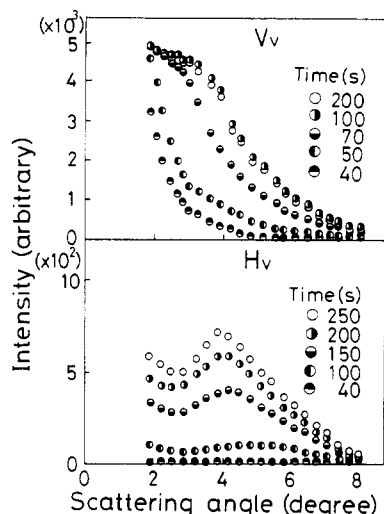 (x10³)
Vv
5
4
3
2
1
0
Time(s)
200
100
70
50
40
Intensity (arbitrary)
(x10²)
Hv
10
5
0
Time(s)
250
200
150
100
40
0 2 4 6 8
Scattering angle (degree)